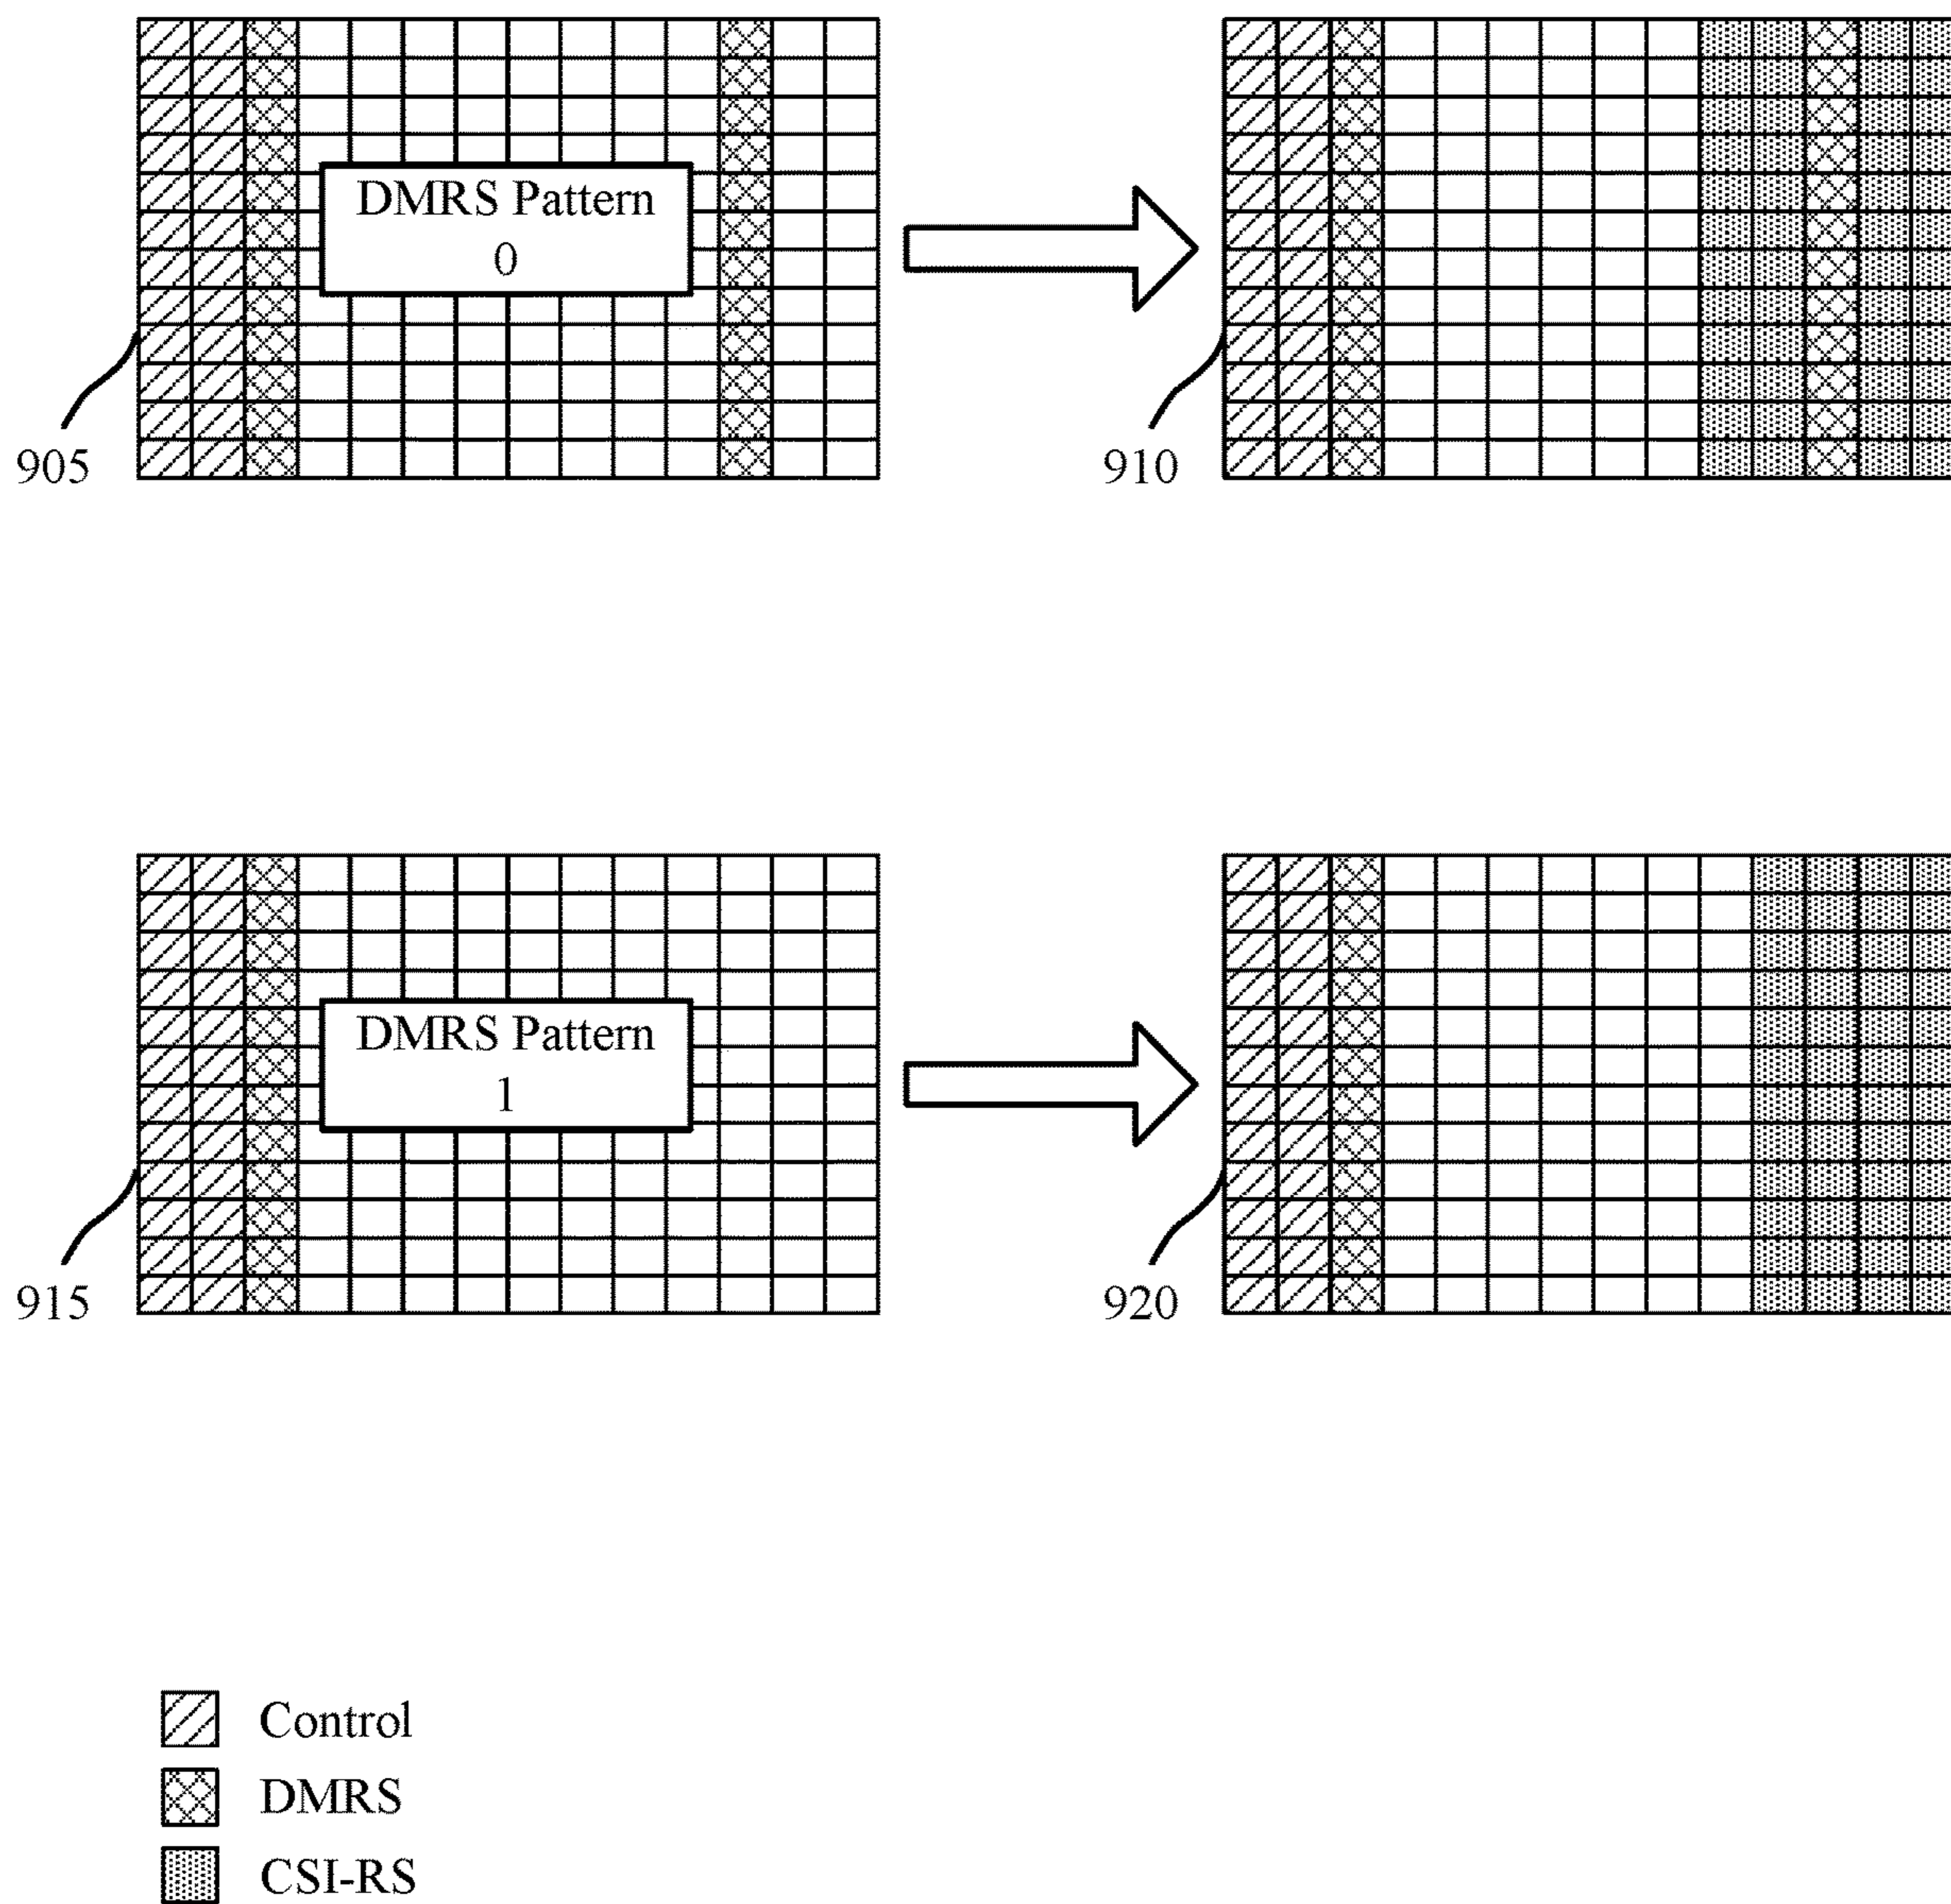 DMRS Pattern
0
905
910
DMRS Pattern
1
915
920
Control
DMRS
CSI-RS